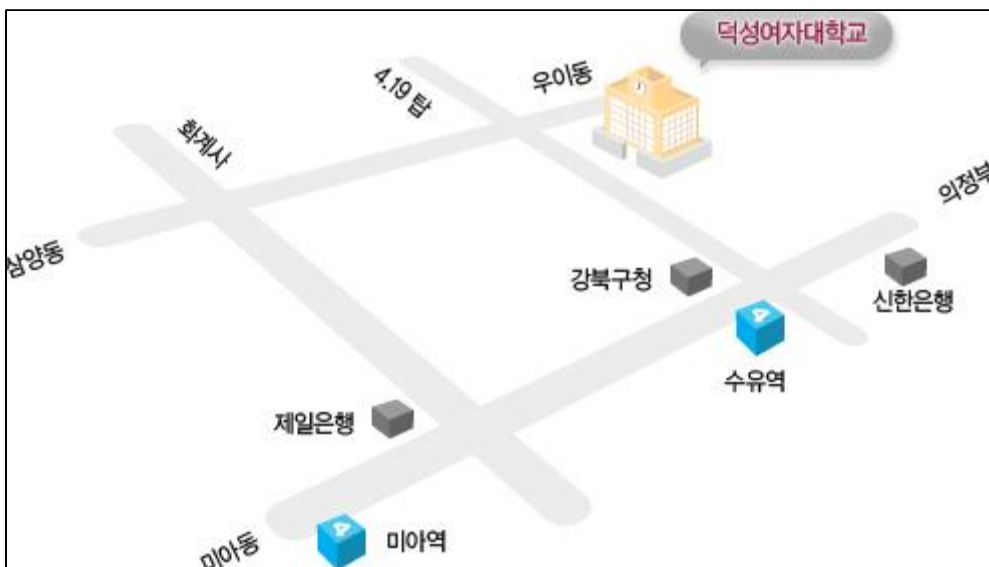 덕성여자대학교
우이동
4.19 탑
화계사
의정부
삼양동
강북구청
신한은행
4
수유역
제일은행
4
미아역
미아동